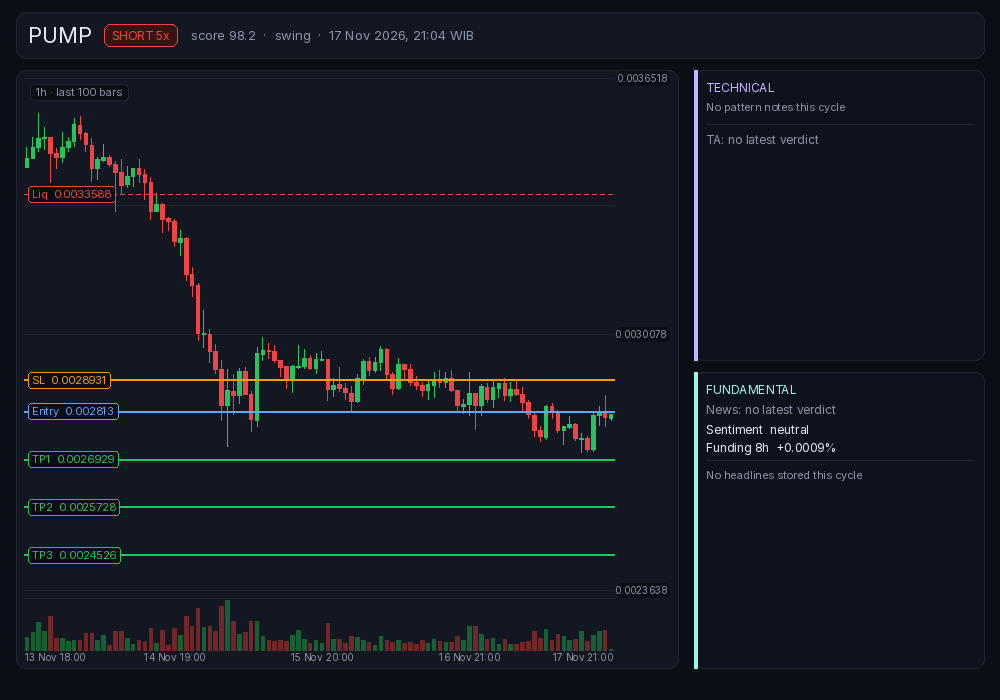 PUMP SHORT 5x score 98.2 · swing · 17 Nov 2026, 21:04 WIB
1h · last 100 bars
0.0036518
Liq 0.0033588
0.0030078
SL 0.0028931
Entry 0.002813
TP1 0.0026929
TP2 0.0025728
TP3 0.0024526
0.0023638
13 Nov 18:00 14 Nov 19:00 15 Nov 20:00 16 Nov 21:00 17 Nov 21:00
TECHNICAL
No pattern notes this cycle
TA: no latest verdict
FUNDAMENTAL
News: no latest verdict
Sentiment neutral
Funding 8h +0.0009%
No headlines stored this cycle